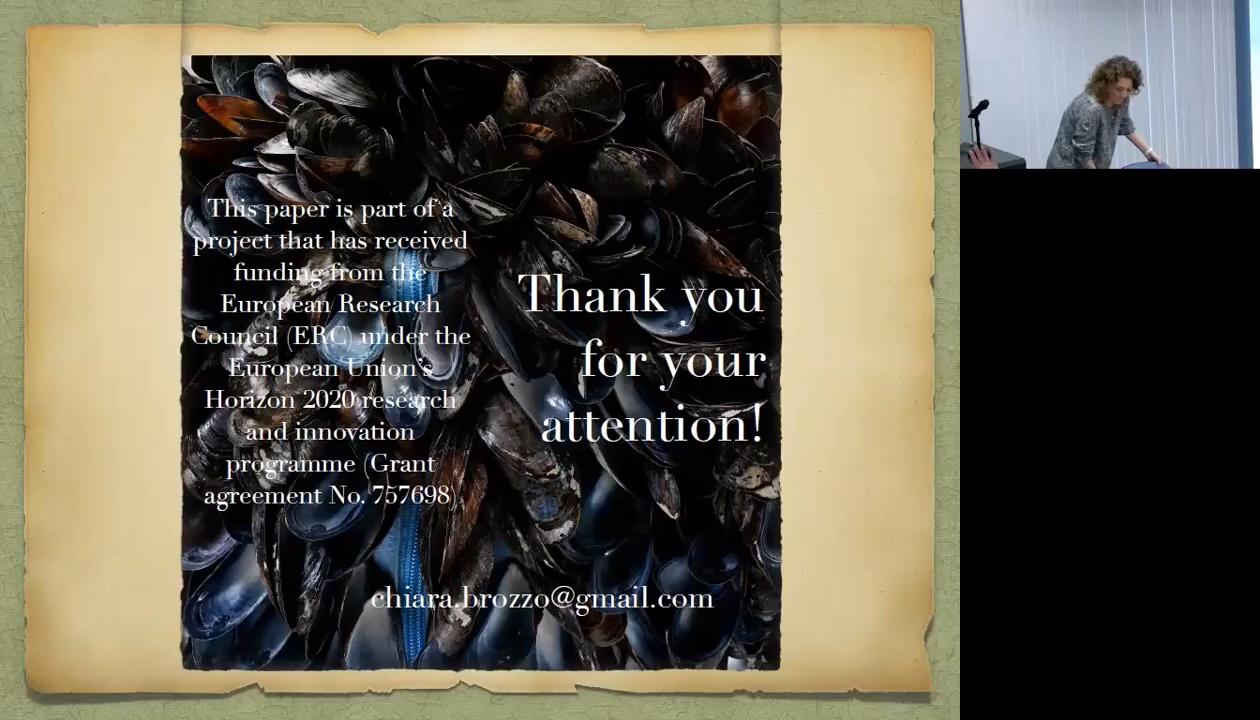 This paper is part of a
project that has received
funding from the
European Research
Council (ERC) under the
European Union's
Horizon 2020 research
and innovation
programme (Grant
agreement No. 757698).
Thank you
for your
attention!
chiara.brozzo@gmail.com